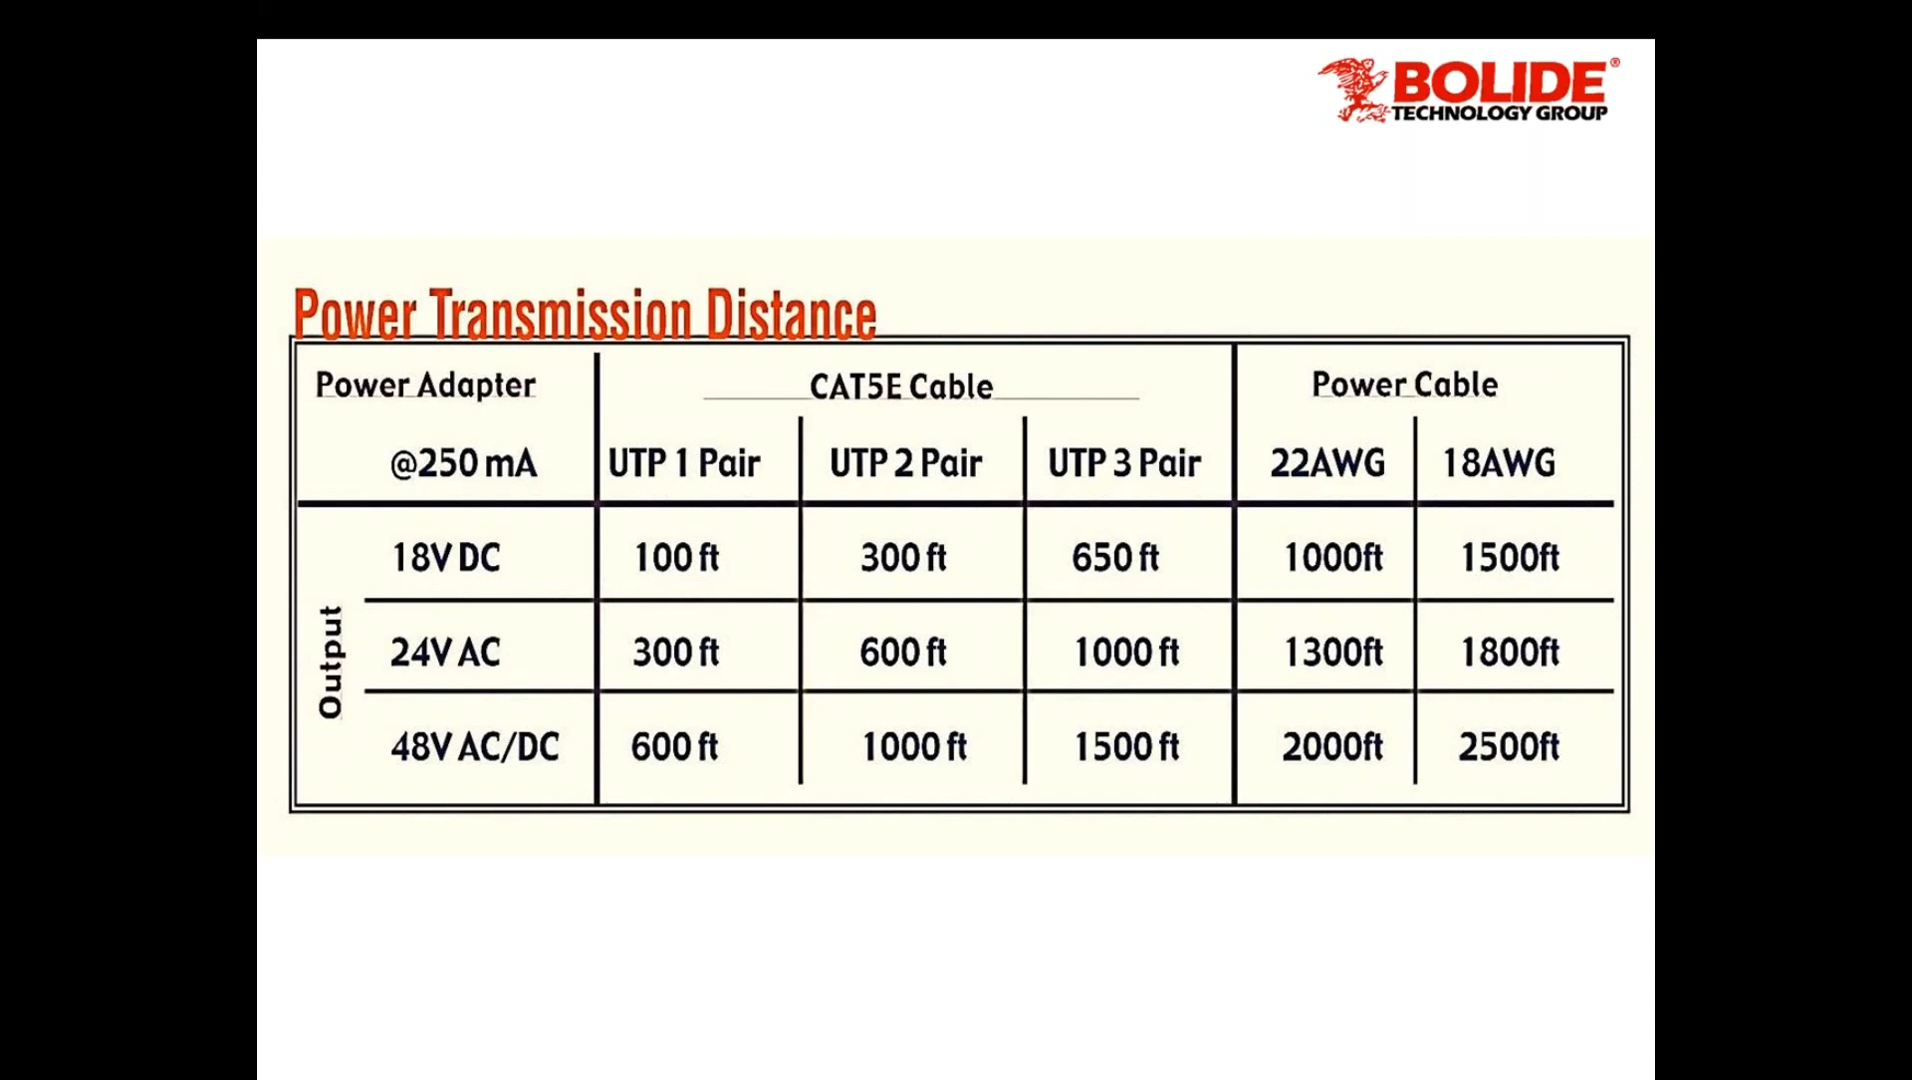 BOLIDE®
TECHNOLOGY GROUP
Power Transmission Distance
Power Adapter CAT5E Cable Power Cable
@250 mA UTP 1 Pair UTP 2 Pair UTP 3 Pair 22AWG 18AWG
Output
18V DC 100 ft 300 ft 650 ft 1000ft 1500ft
24V AC 300 ft 600 ft 1000 ft 1300ft 1800ft
48V AC/DC 600 ft 1000 ft 1500 ft 2000ft 2500ft